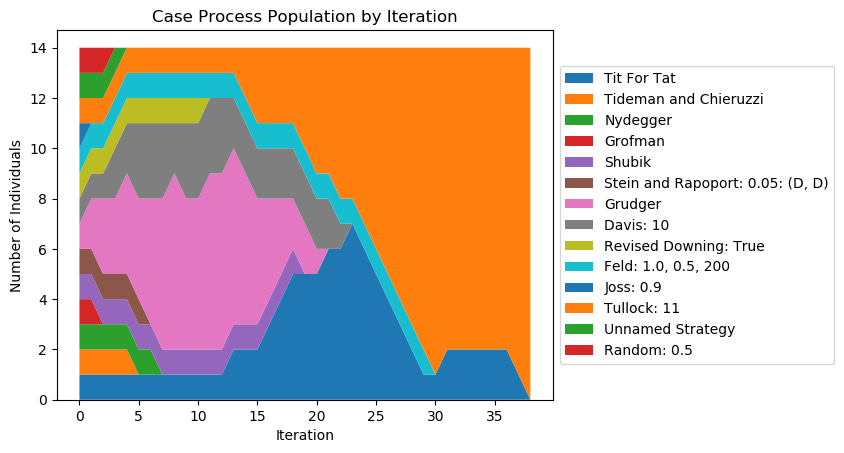 Case Process Population by Iteration
14
12
10
8
6
4
2
0
Number of Individuals
0 5 10 15 20 25 30 35
Iteration
Tit For Tat
Tideman and Chieruzzi
Nydegger
Grofman
Shubik
Stein and Rapoport: 0.05: (D, D)
Grudger
Davis: 10
Revised Downing: True
Feld: 1.0, 0.5, 200
Joss: 0.9
Tullock: 11
Unnamed Strategy
Random: 0.5